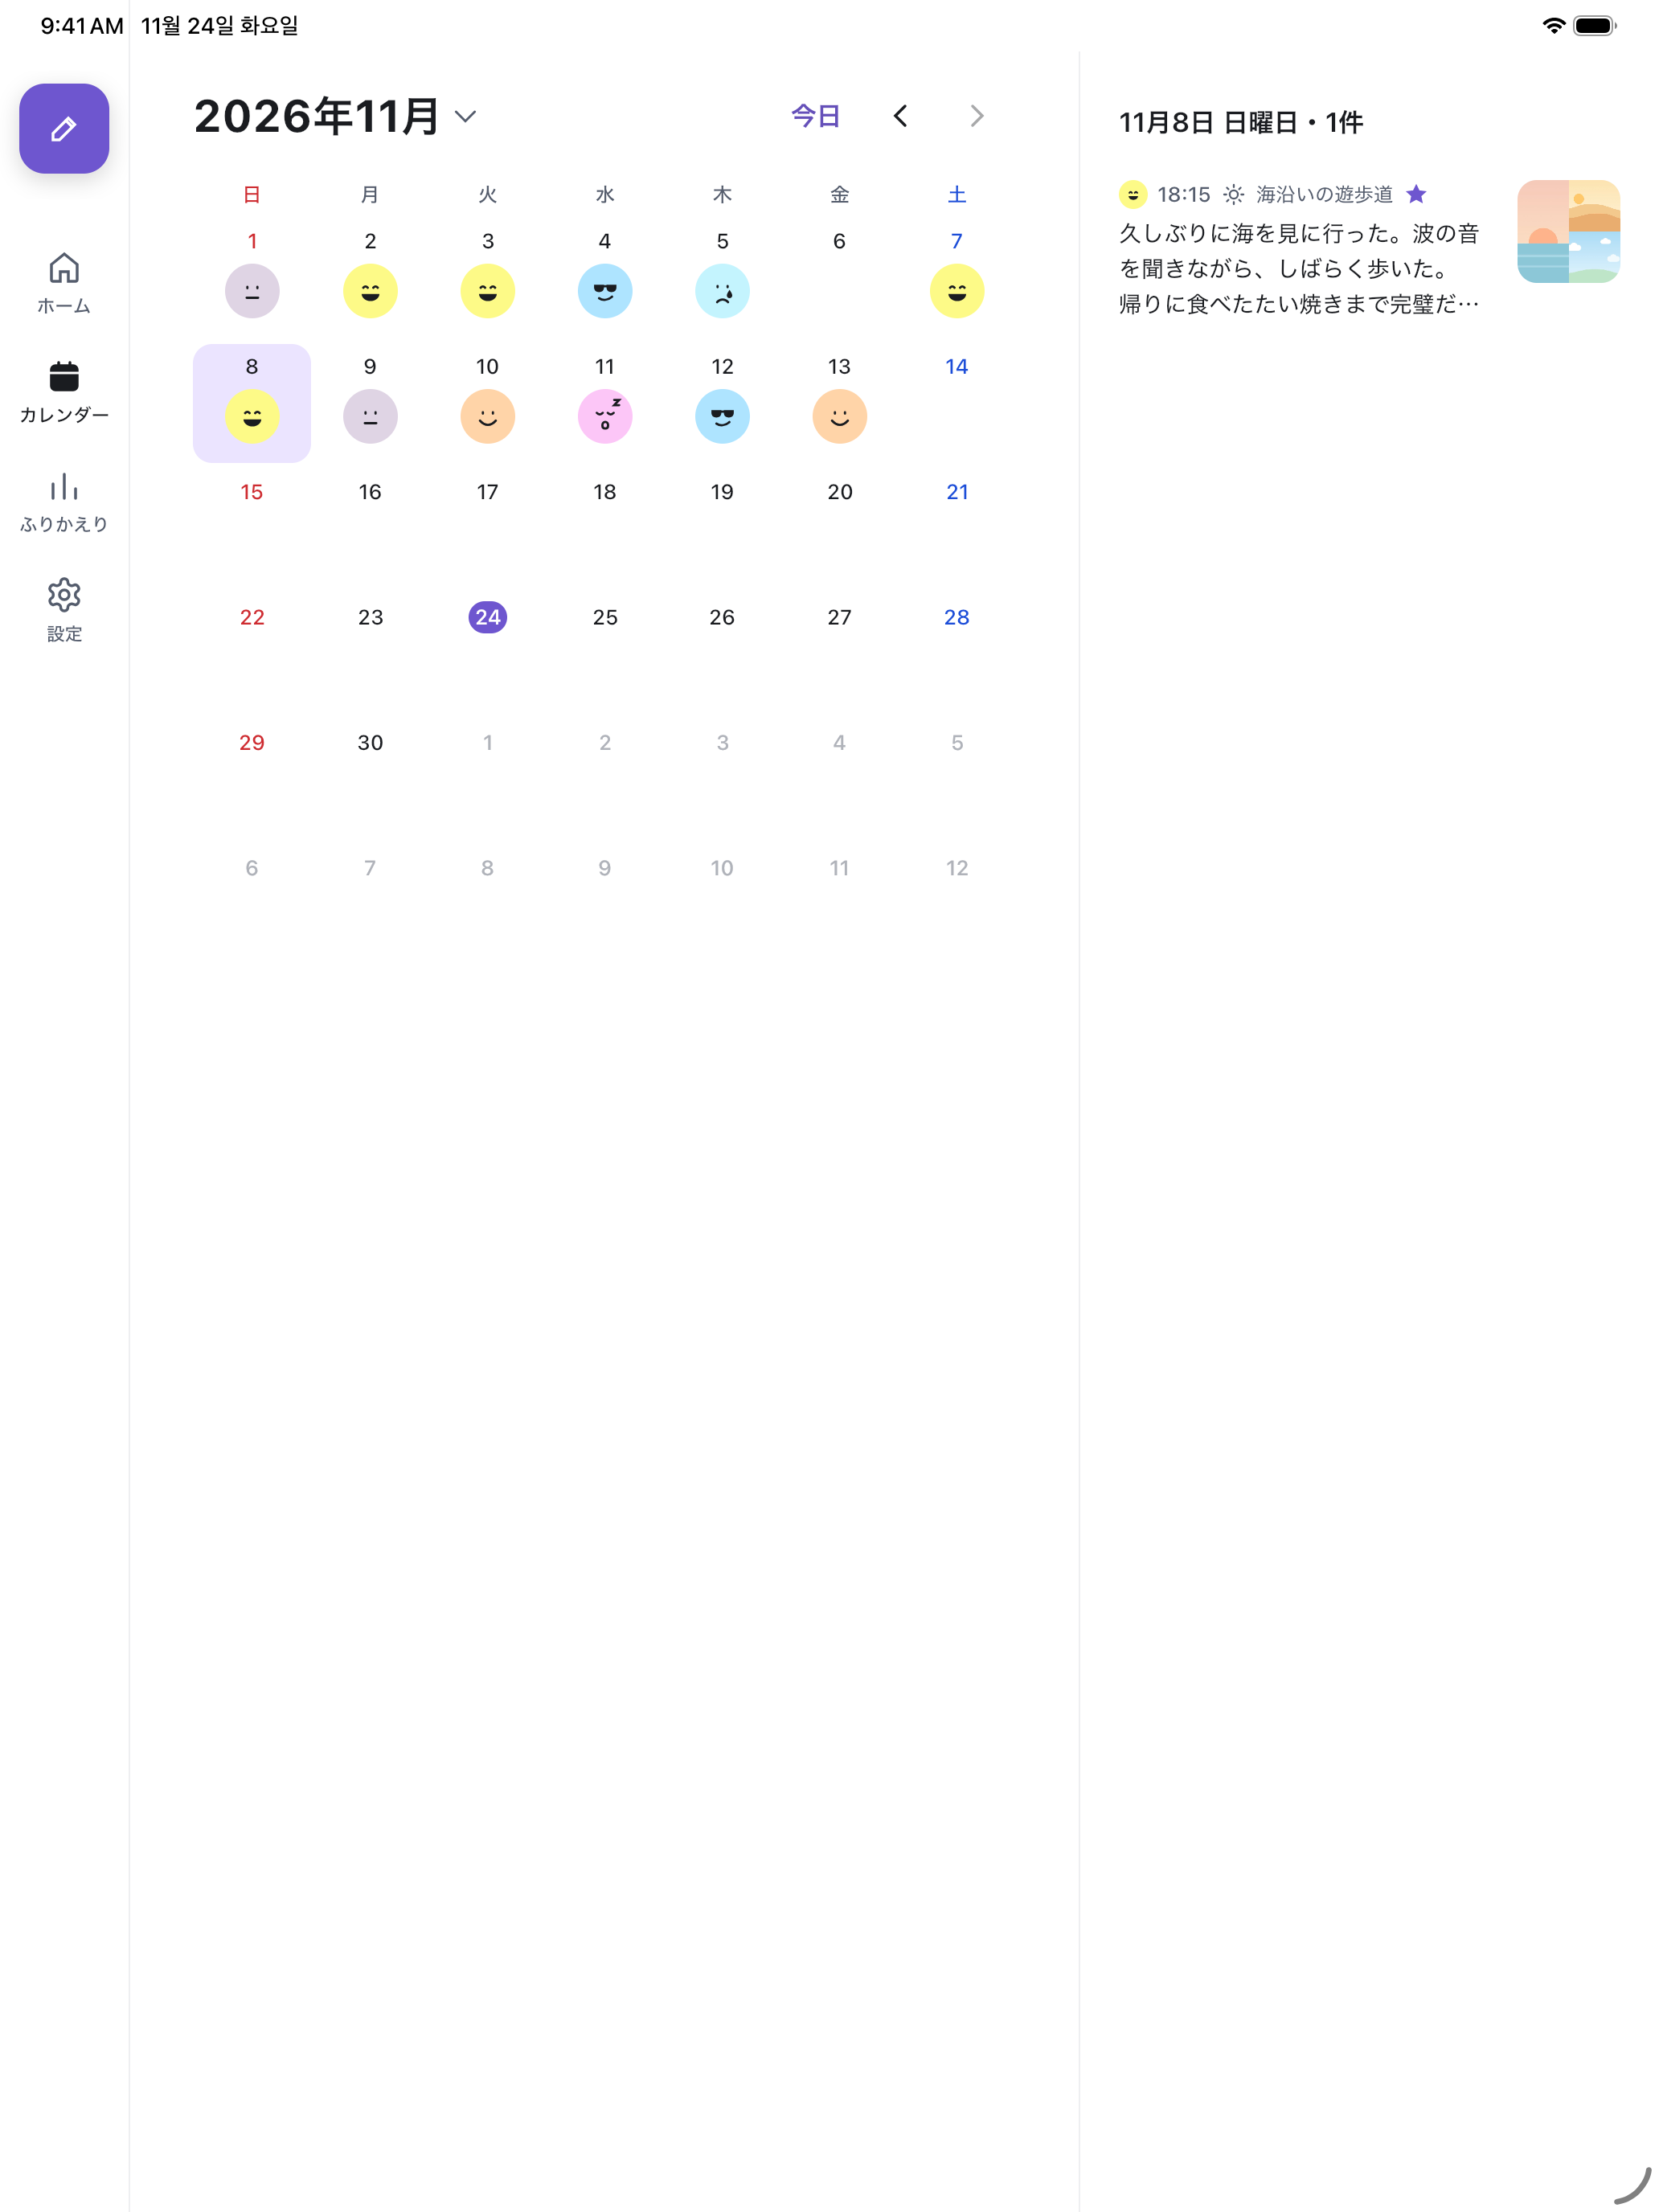 9:41 AM 11월 24일 화요일
ホーム
カレンダー
ふりかえり
設定
2026年11月
今日
日 月 火 水 木 金 土
1 2 3 4 5 6 7
8 9 10 11 12 13 14
15 16 17 18 19 20 21
22 23 24 25 26 27 28
29 30 1 2 3 4 5
6 7 8 9 10 11 12
11月8日 日曜日・1件
18:15 海沿いの遊歩道
久しぶりに海を見に行った。波の音
を聞きながら、しばらく歩いた。
帰りに食べたたい焼きまで完璧だ…